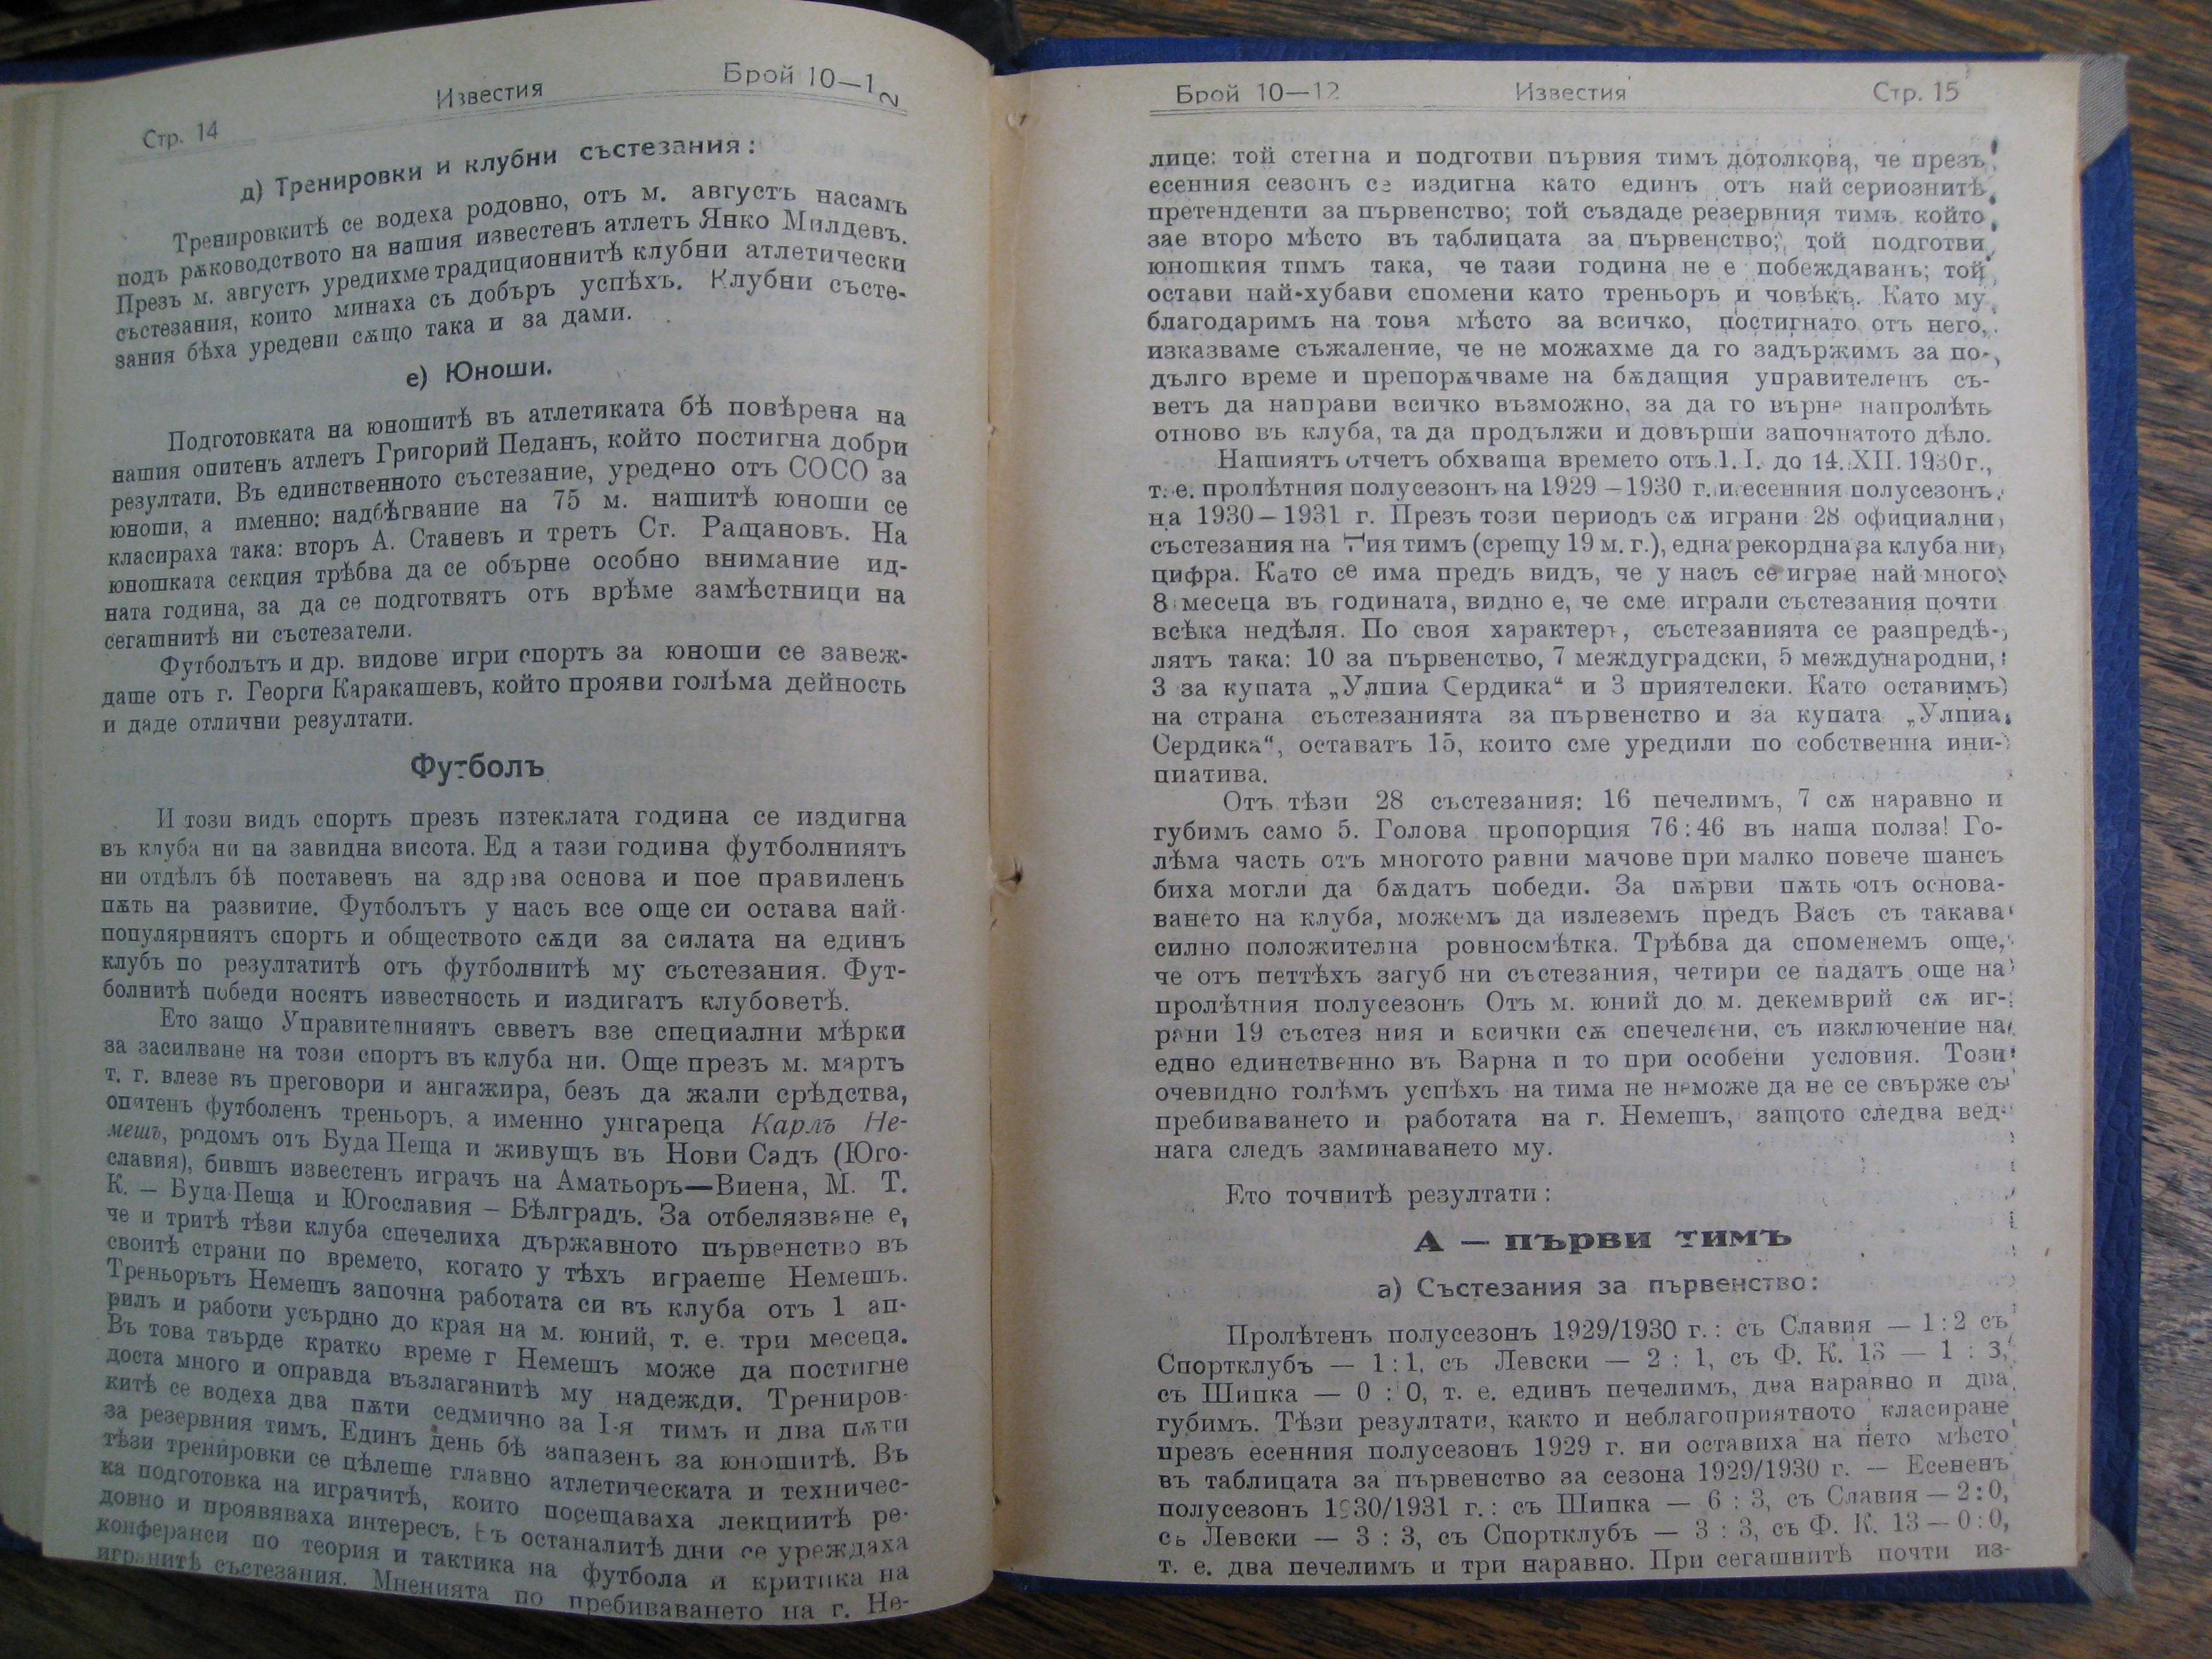 Стр. 14
Известия
Брой 10—12
д) Тренировки и клубни състезания:
Тренировкитѣ се водеха родовно, отъ м. августъ насамъ
подъ рѫководството на нашия известенъ атлетъ Янко Милдевъ.
Презъ м. августъ уредихме традиционнитѣ клубни атлетически
състезания, които минаха съ добъръ успѣхъ. Клубни състе-
зания бѣха уредени сѫщо така и за дами.
е) Юноши.
Подготовката на юношитѣ въ атлетиката бѣ повѣрена на
нашия опитенъ атлетъ Григорий Педанъ, който постигна добри
резултати. Въ единственното състезание, уредено отъ СОСО за
юноши, а именно: надбѣгвание на 75 м. нашитѣ юноши се
класираха така: вторъ А. Станевъ и третъ Ст. Ращановъ. На
юношката секция трѣбва да се обърне особно внимание ид-
ната година, за да се подготвятъ отъ врѣме замѣстници на
сегашнитѣ ни състезатели.
Футболътъ и др. видове игри спортъ за юноши се завеж-
даше отъ г. Георги Каракашевъ, който прояви голѣма дейность
и даде отлични резултати.
Футболъ
И този видъ спортъ презъ изтеклата година се издигна
въ клуба ни на завидна висота. Ед а тази година футболниятъ
ни отдѣлъ бѣ поставенъ на здрава основа и пое правиленъ
пѫть на развитие. Футболътъ у насъ все още си остава най-
популярниятъ спортъ и обществото сѫди за силата на единъ
клубъ по резултатитѣ отъ футболнитѣ му състезания. Фут-
болнитѣ победи носятъ известность и издигатъ клубоветѣ.
Ето защо Управителниятъ свветъ взе специални мѣрки
за засилване на този спортъ въ клуба ни. Още презъ м. мартъ
т. г. влезе въ преговори и ангажира, безъ да жали срѣдства,
опитенъ футболенъ треньоръ, а именно унгареца Карлъ Не-
мешъ, родомъ отъ Буда Пеща и живущъ въ Нови Садъ (Юго-
славия), бившъ известенъ играчъ на Аматьоръ—Виена, М. Т.
К. – Буда-Пеща и Югославия – Бѣлградъ. За отбелязване е,
че и тритѣ тѣзи клуба спечелиха държавното първенство въ
своитѣ страни по времето, когато у тѣхъ играеше Немешъ.
Треньорътъ Немешъ започна работата си въ клуба отъ 1 ап-
рилъ и работи усърдно до края на м. юний, т. е. три месеца.
Въ това твърде кратко време г Немешъ може да постигне
доста много и оправда възлаганитѣ му надежди. Трениров-
китѣ се водеха два пѫти седмично за I-я тимъ и два пѫти
за резервния тимъ. Единъ день бѣ запазенъ за юношитѣ. Въ
тѣзи тренировки се цѣлеше главно атлетическата и техничес-
ка подготовка на играчитѣ, които посещаваха лекциитѣ ре-
довно и проявяваха интересъ. Въ останалитѣ дни се уреждаха
конференси по теория и тактика на футбола и критика на
игранитѣ състезания. Мненията по пребиваването на г. Не-
Брой 10—12
Известия
Стр. 15
лице: той стегна и подготви първия тимъ дотолкова, че презъ
есенния сезонъ се издигна като единъ отъ най сериознитѣ
претенденти за първенство; той създаде резервния тимъ който
зае второ мѣсто въ таблицата за първенство; той подготви
юношкия тимъ така, че тази година не е побеждаванъ; той
остави най-хубави спомени като треньоръ и човѣкъ. Като му
благодаримъ на това мѣсто за всичко, постигнато отъ него,
изказваме съжаление, че не можахме да го задържимъ за по-
дълго време и препорѫчваме на бѫдащия управителенъ съ-
ветъ да направи всичко възможно, за да го върне напролѣть
отново въ клуба, та да продължи и довърши започнатото дѣло.
Нашиятъ отчетъ обхваща времето отъ 1. I. до 14. XII. 1930 г.,
т. е. пролѣтния полусезонъ на 1929 – 1930 г. и есенния полусезонъ
на 1930 – 1931 г. Презъ този периодъ сѫ играни 28 официални
състезания на ия тимъ (срещу 19 м. г.), една рекордна за клуба ни
цифра. Като се има предъ видъ, че у насъ се играе най много
8 месеца въ годината, видно е, че сме играли състезания почти
всѣка недѣля. По своя характеръ, състезанията се разпредѣ-
лятъ така: 10 за първенство, 7 междуградски, 5 международни,
3 за купата „Улпиа Сердика“ и 3 приятелски. Като оставимъ
на страна състезанията за първенство и за купата „Улпиа
Сердика“, оставатъ 15, които сме уредили по собственна ини-
циатива.
Отъ тѣзи 28 състезания: 16 печелимъ, 7 сѫ наравно и
губимъ само 5. Голова пропорция 76 : 46 въ наша полза! Го-
лѣма часть отъ многото равни мачове при малко повече шансъ
биха могли да бѫдатъ победи. За пѫрви пѫть отъ основа-
ването на клуба, можемъ да излеземъ предъ Васъ съ такава
силно положителна ровносмѣтка. Трѣбва да споменемъ още,
че отъ петтѣхъ загуб ни състезания, четири се падатъ още на
пролѣтния полусезонъ Отъ м. юний до м. декемврий сѫ иг-
рани 19 състез ния и всички сѫ спечелени, съ изключение на
едно единственно въ Варна и то при особени условия. Този
очевидно голѣмъ успѣхъ на тима не неможе да не се свърже съ
пребиваването и работата на г. Немешъ, защото следва вед-
нага следъ заминаването му.
Ето точнитѣ резултати:
А — първи тимъ
а) Състезания за първенство:
Пролѣтенъ полусезонъ 1929/1930 г.: съ Славия — 1:2 съ
Спортклубъ — 1:1, съ Левски — 2 : 1, съ Ф. К. 13 — 1 : 3,
съ Шипка — 0 : 0, т. е. единъ печелимъ, два наравно и два
губимъ. Тѣзи резултати, както и неблагоприятното класиране
презъ есенния полусезонъ 1929 г. ни оставиха на пето мѣсто
въ таблицата за първенство за сезона 1929/1930 г. — Есененъ
полусезонъ 1930/1931 г.: съ Шипка — 6 : 3, съ Славия — 2:0,
съ Левски — 3 : 3, съ Спортклубъ — 3 : 3, съ Ф. К. 13 — 0:0,
т. е. два печелимъ и три наравно. При сегашнитѣ почти из-